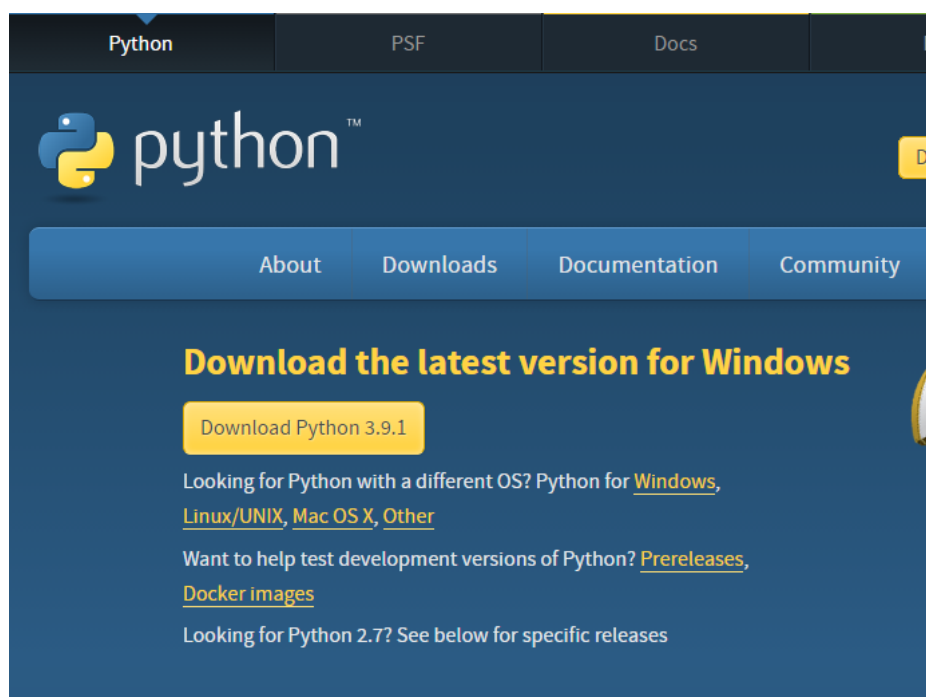 Python PSF Docs
python™
About Downloads Documentation Community
Download the latest version for Windows
Download Python 3.9.1
Looking for Python with a different OS? Python for Windows,
Linux/UNIX, Mac OS X, Other
Want to help test development versions of Python? Prereleases,
Docker images
Looking for Python 2.7? See below for specific releases